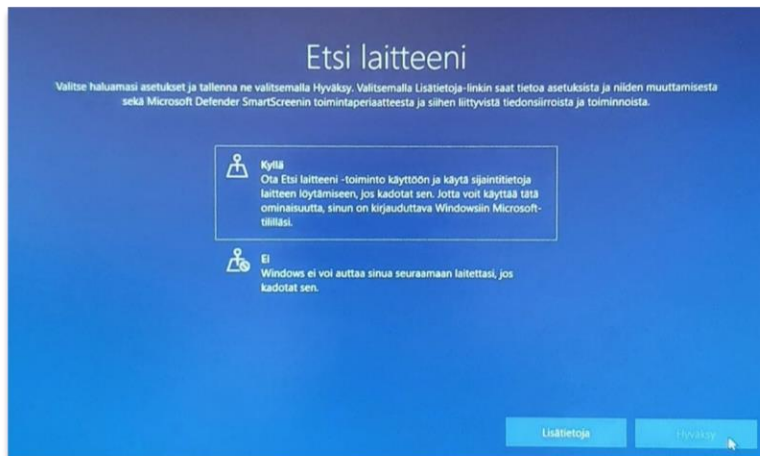 Etsi laitteeni
Valitse haluamasi asetukset ja tallenna ne valitsemalla Hyväksy. Valitsemalla Lisätietoja-linkin saat tietoa asetuksista ja niiden muuttamisesta
sekä Microsoft Defender SmartScreenin toimintaperiaatteesta ja siihen liittyvistä tiedonsiirroista ja toiminnoista.
Kyllä
Ota Etsi laitteeni -toiminto käyttöön ja käytä sijaintitietoja
laitteen löytämiseen, jos kadotat sen. Jotta voit käyttää tätä
ominaisuutta, sinun on kirjauduttava Windowsiin Microsoft-
tililläsi.
Ei
Windows ei voi auttaa sinua seuraamaan laitettasi, jos
kadotat sen.
Lisätietoja
Hyväksy